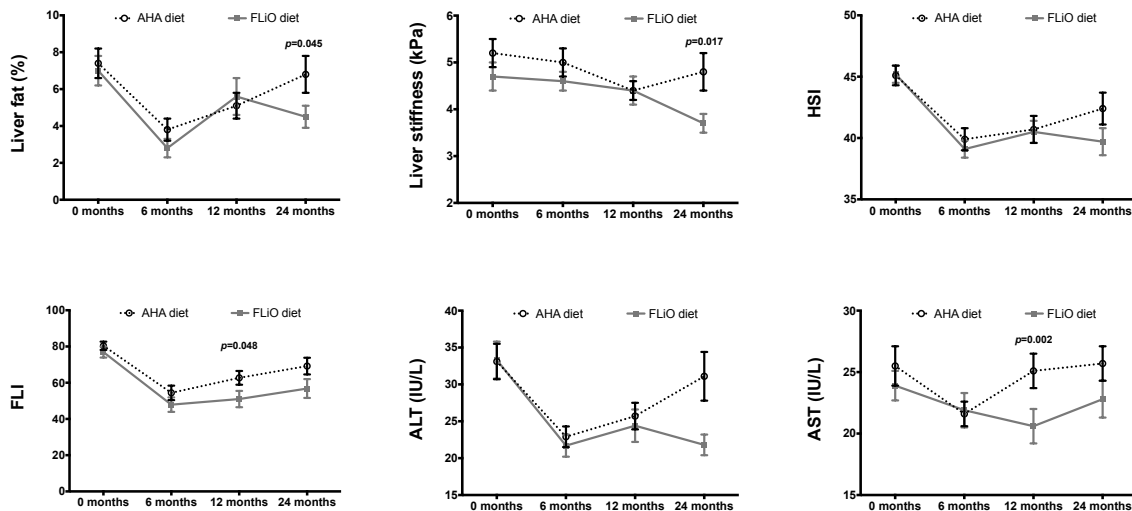 AHA diet FLiO diet
Liver fat (%)
10
8
6
4
2
0
p=0.045
0 months 6 months 12 months 24 months
AHA diet FLiO diet
Liver stiffness (kPa)
6
5
4
3
2
p=0.017
0 months 6 months 12 months 24 months
AHA diet FLiO diet
HSI
50
45
40
35
0 months 6 months 12 months 24 months
AHA diet FLiO diet
FLI
100
80
60
40
20
0
p=0.048
0 months 6 months 12 months 24 months
AHA diet FLiO diet
ALT (IU/L)
40
35
30
25
20
15
0 months 6 months 12 months 24 months
AHA diet FLiO diet
AST (IU/L)
30
25
20
15
p=0.002
0 months 6 months 12 months 24 months